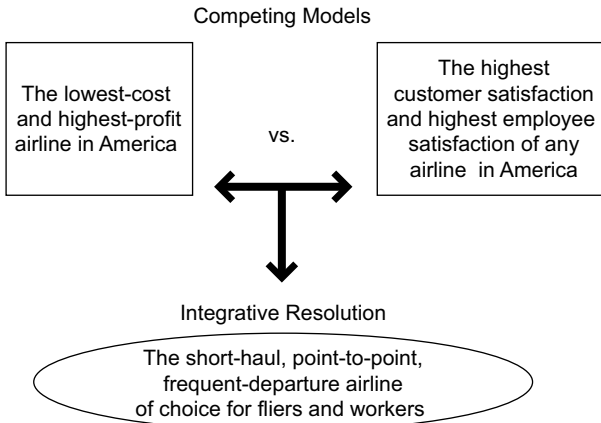 Competing Models
The lowest-cost
and highest-profit
airline in America
vs.
The highest
customer satisfaction
and highest employee
satisfaction of any
airline in America
Integrative Resolution
The short-haul, point-to-point,
frequent-departure airline
of choice for fliers and workers